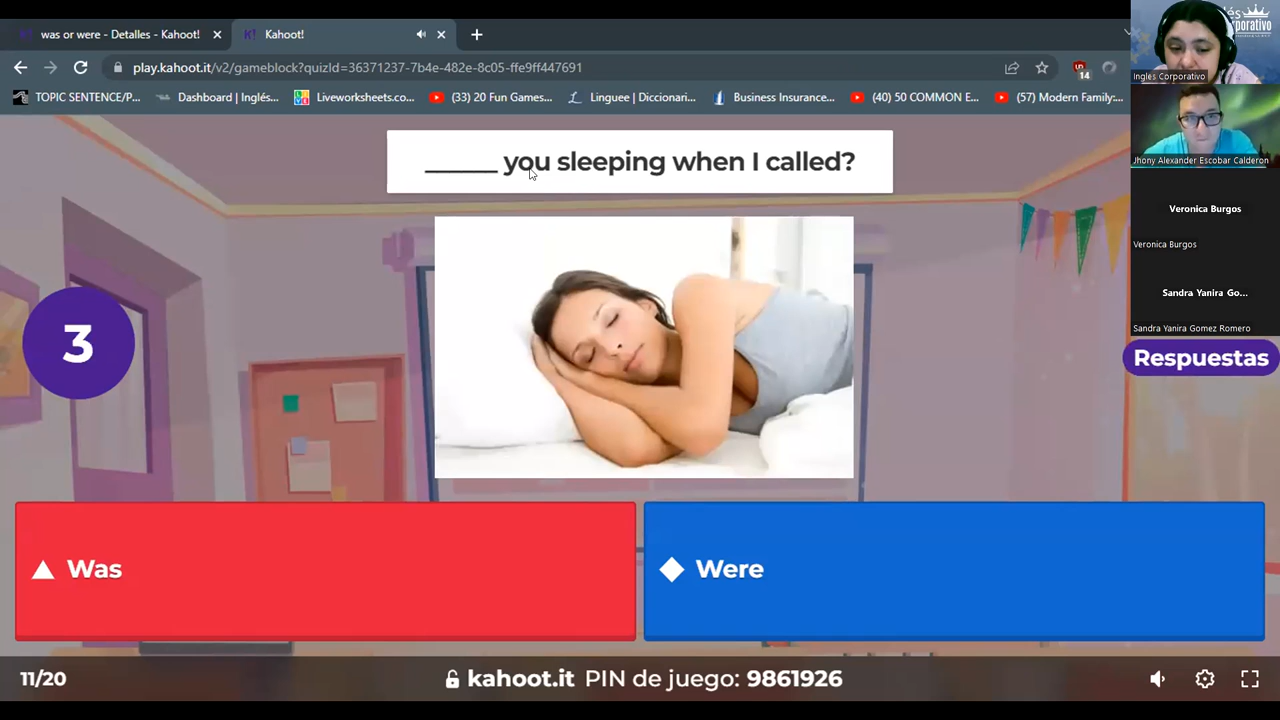 was or were - Detalles - Kahoot!
Kahoot!
play.kahoot.it/v2/gameblock?quizId=36371237-7b4e-482e-8c05-ffe9ff447691
14
TOPIC SENTENCE/P...
Dashboard | Inglés...
Liveworksheets.co...
(33) 20 Fun Games...
Linguee | Diccionari...
Business Insurance...
(40) 50 COMMON E...
(57) Modern Family:...
Ingles Corporativo
Jhony Alexander Escobar Calderon
Veronica Burgos
Veronica Burgos
Sandra Yanira Go...
Sandra Yanira Gomez Romero
______ you sleeping when I called?
3
Respuestas
Was
Were
11/20
kahoot.it PIN de juego: 9861926